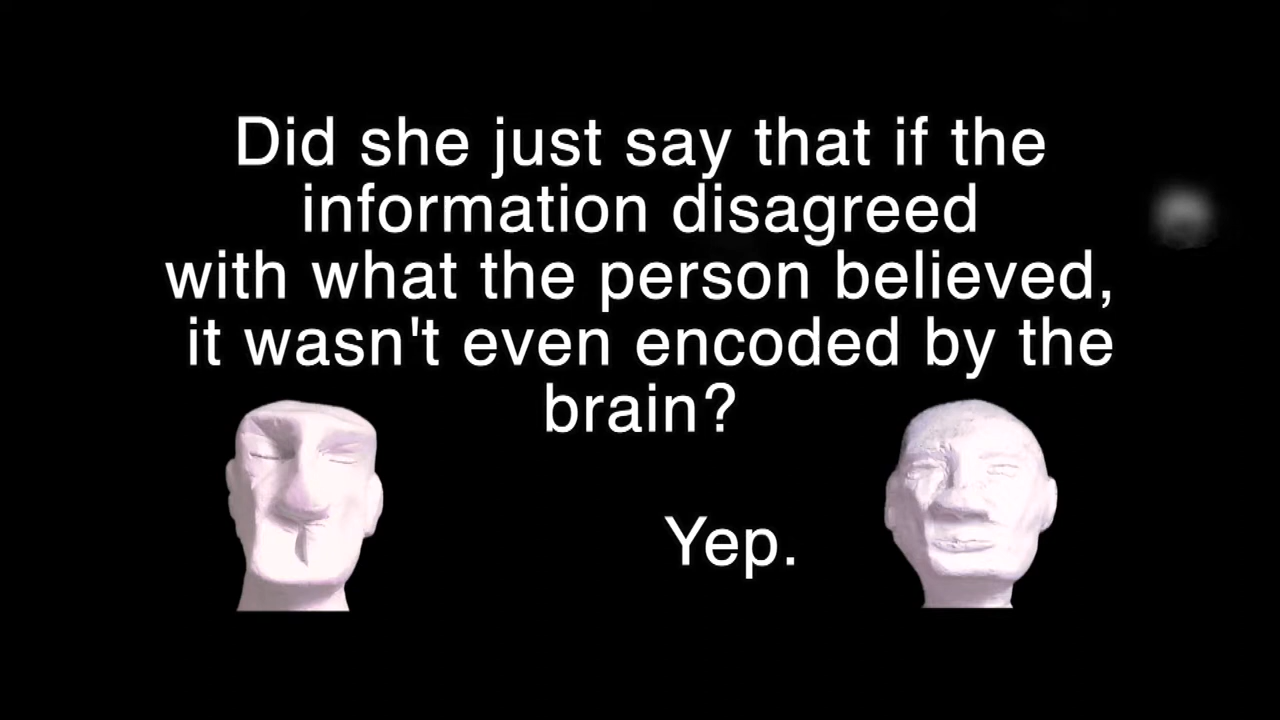 Did she just say that if the
information disagreed
with what the person believed,
it wasn't even encoded by the
brain?
Yep.